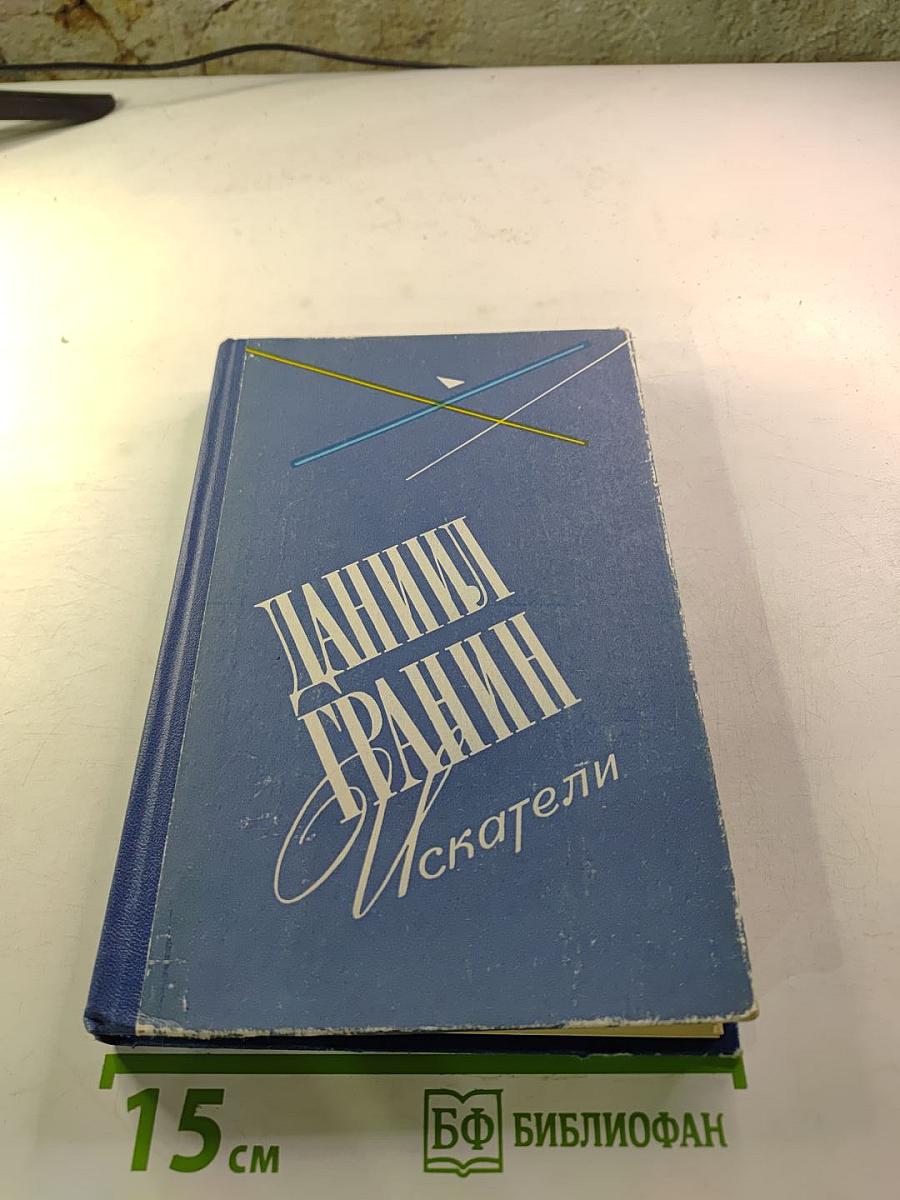 ДАНИИЛ
ГРАНИН
Искатели
15 см
БФ БИБЛИОФАН